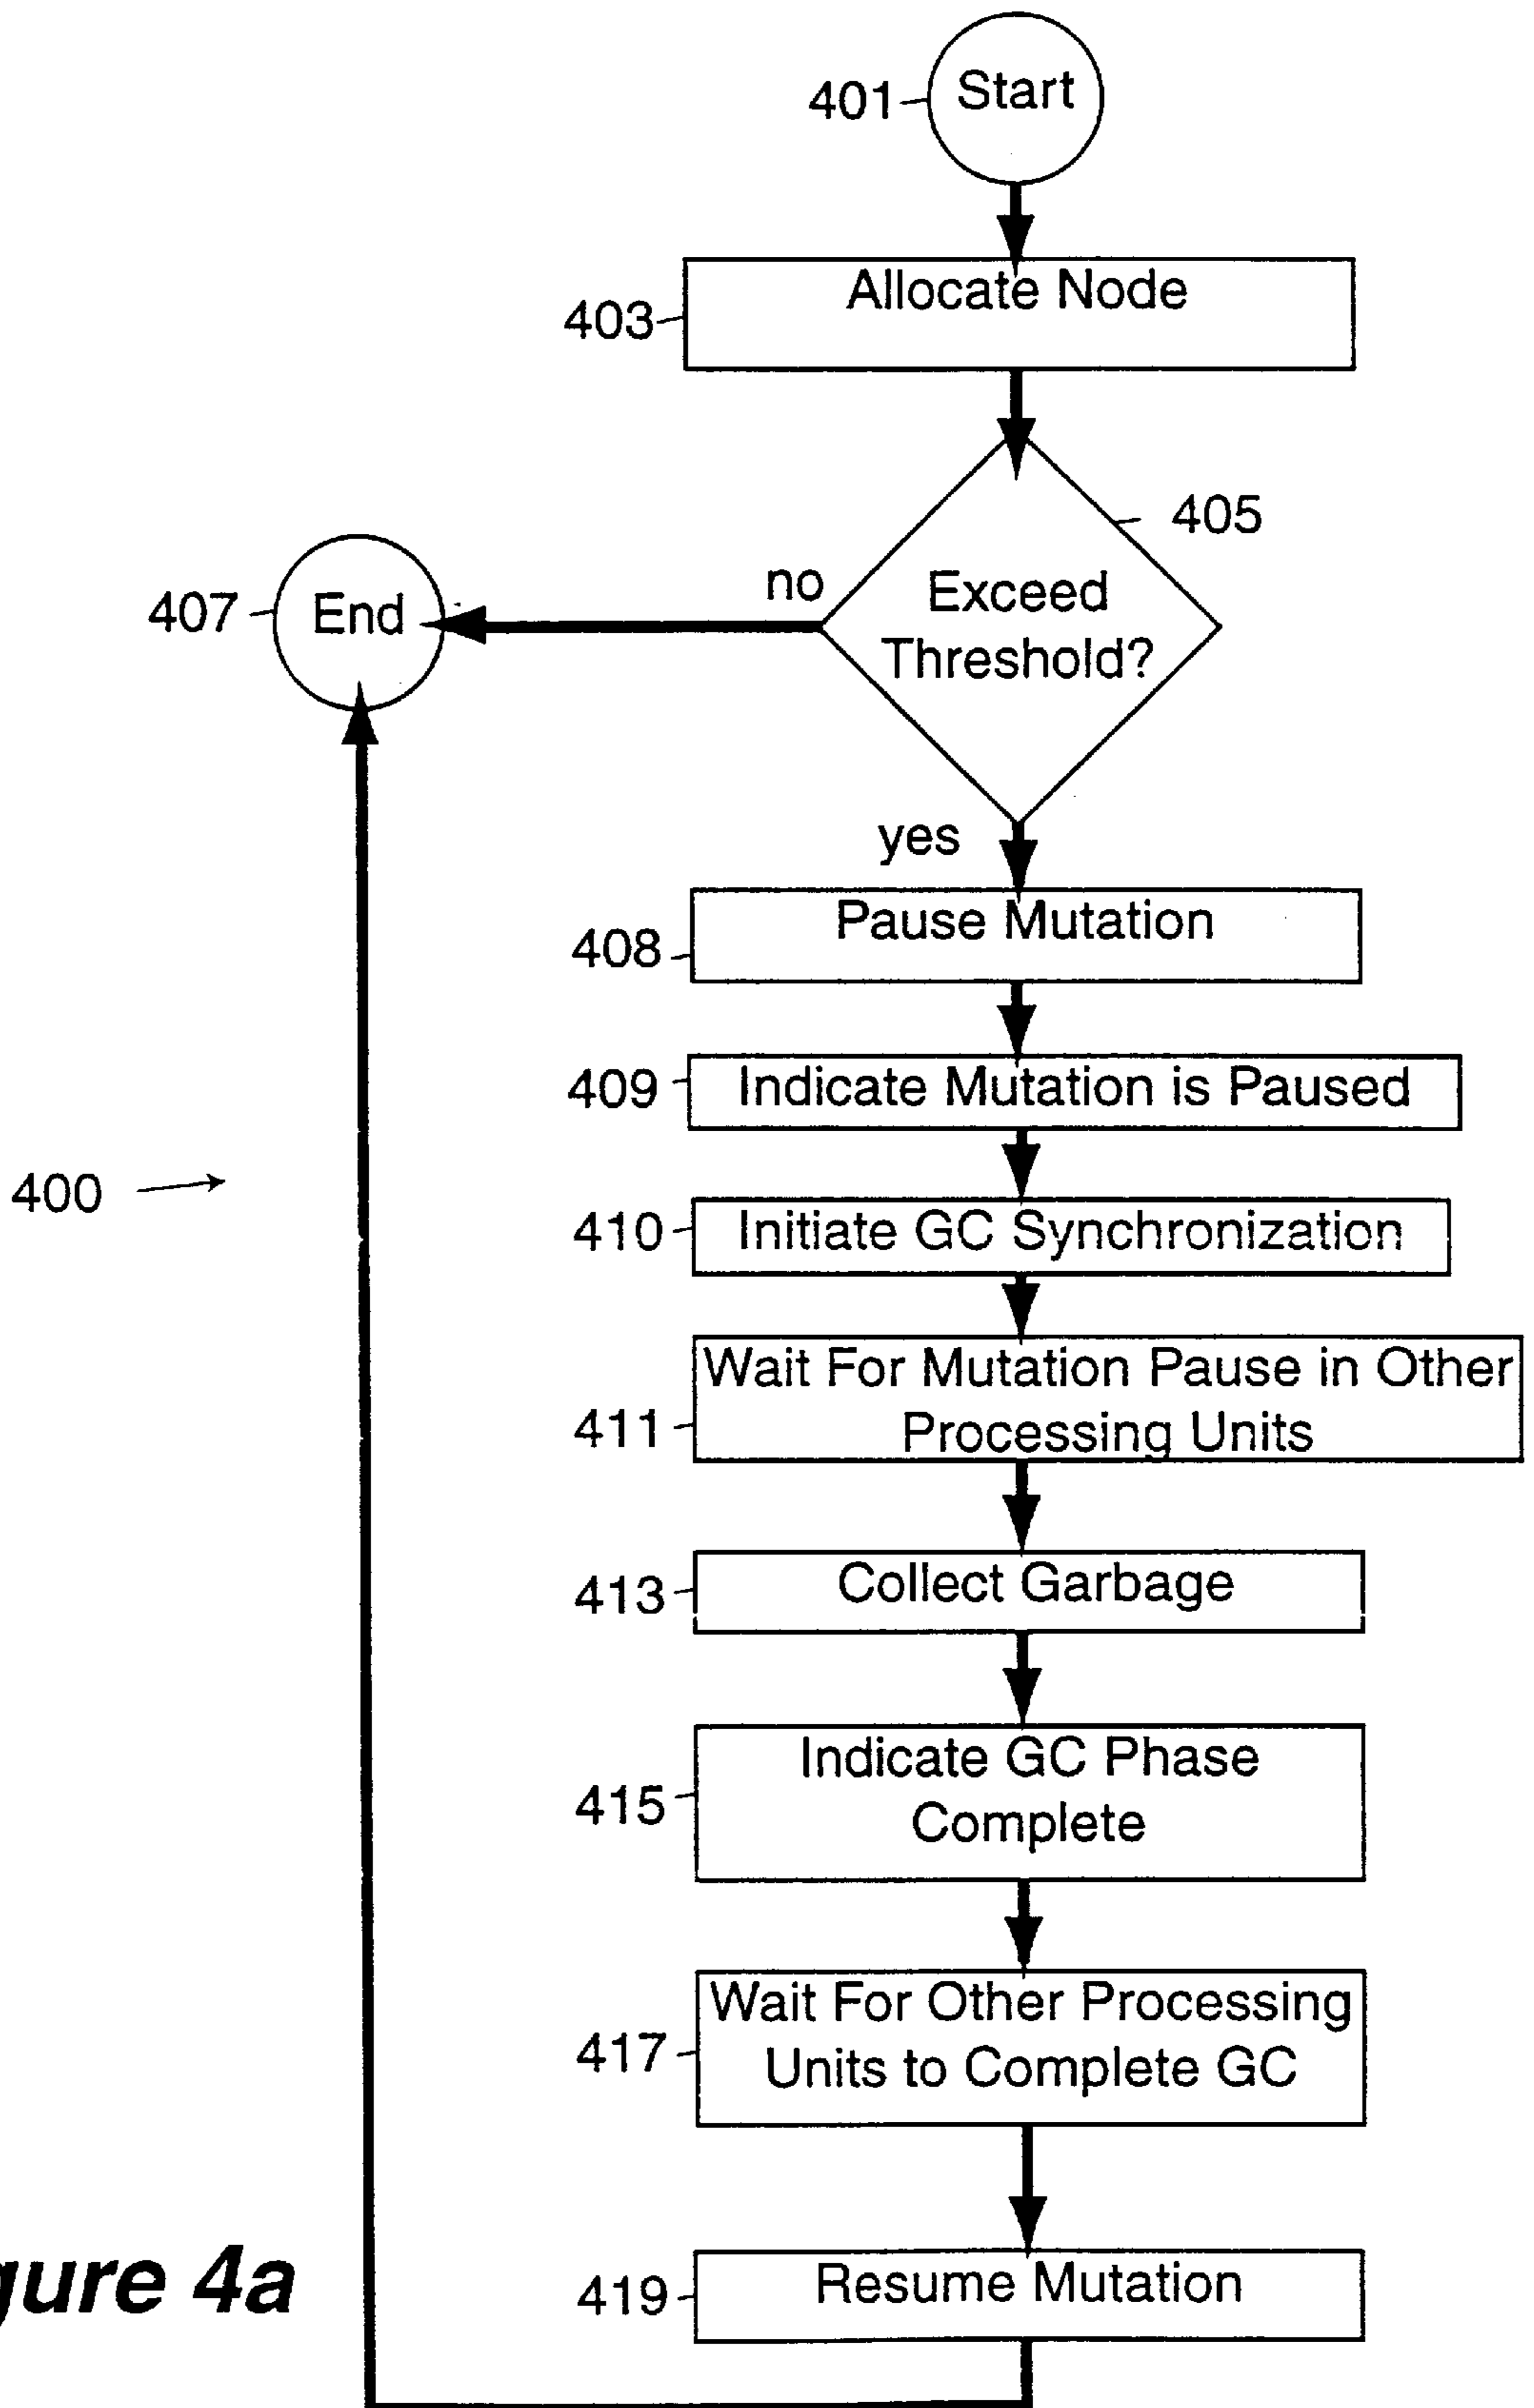 401
Start
403
Allocate Node
405
Exceed
Threshold?
no
407
End
yes
408
Pause Mutation
409
Indicate Mutation is Paused
400
410
Initiate GC Synchronization
411
Wait For Mutation Pause in Other
Processing Units
413
Collect Garbage
415
Indicate GC Phase
Complete
417
Wait For Other Processing
Units to Complete GC
419
Resume Mutation
gure 4a